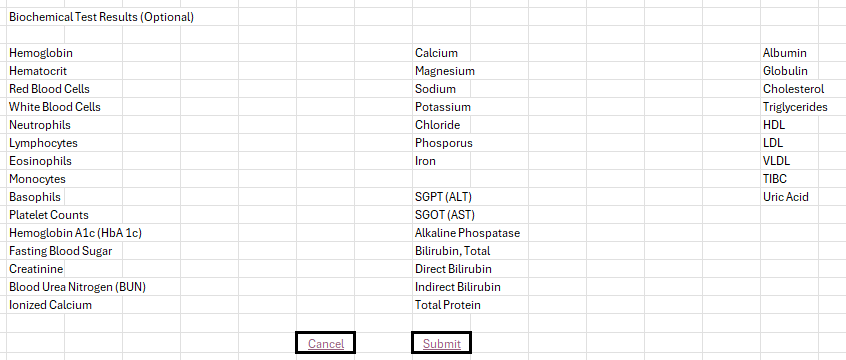 Biochemical Test Results (Optional)
Hemoglobin Calcium Albumin
Hematocrit Magnesium Globulin
Red Blood Cells Sodium Cholesterol
White Blood Cells Potassium Triglycerides
Neutrophils Chloride HDL
Lymphocytes Phosporus LDL
Eosinophils Iron VLDL
Monocytes TIBC
Basophils SGPT (ALT) Uric Acid
Platelet Counts SGOT (AST)
Hemoglobin A1c (HbA 1c) Alkaline Phospatase
Fasting Blood Sugar Bilirubin, Total
Creatinine Direct Bilirubin
Blood Urea Nitrogen (BUN) Indirect Bilirubin
Ionized Calcium Total Protein
Cancel Submit